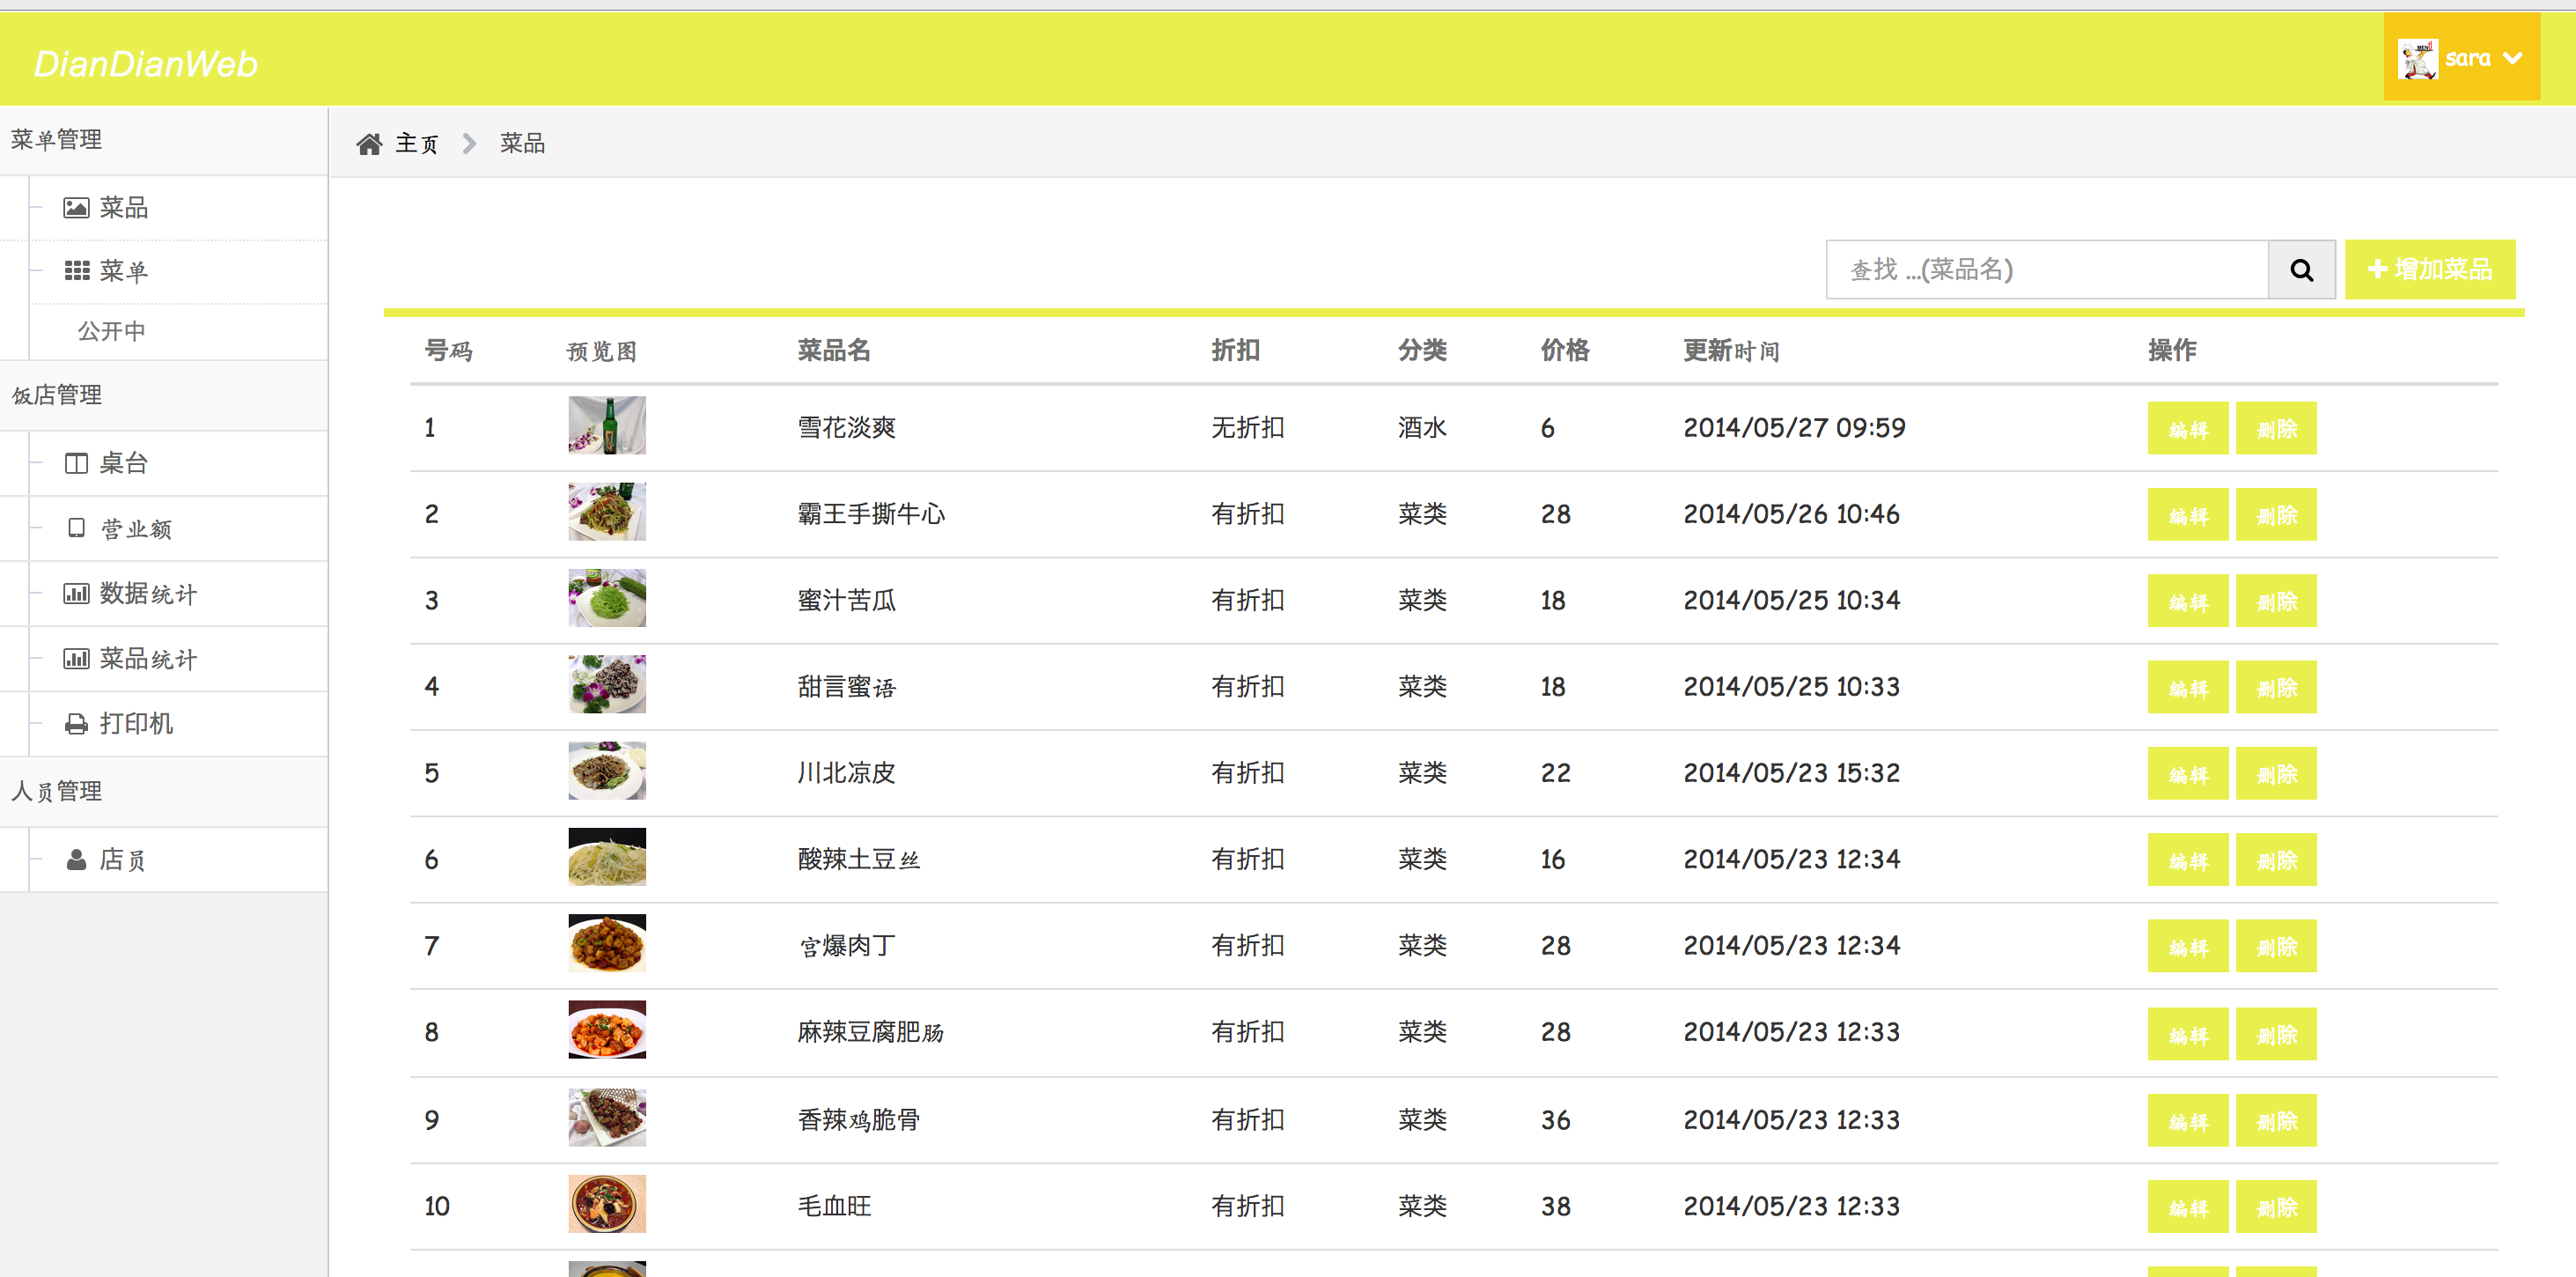 DianDianWeb
sara
菜单管理
菜品
菜单
公开中
饭店管理
桌台
营业额
数据统计
菜品统计
打印机
人员管理
店员
主页 菜品
查找 ...(菜品名) 增加菜品
号码 预览图 菜品名 折扣 分类 价格 更新时间 操作
1 雪花淡爽 无折扣 酒水 6 2014/05/27 09:59 编辑 删除
2 霸王手撕牛心 有折扣 菜类 28 2014/05/26 10:46 编辑 删除
3 蜜汁苦瓜 有折扣 菜类 18 2014/05/25 10:34 编辑 删除
4 甜言蜜语 有折扣 菜类 18 2014/05/25 10:33 编辑 删除
5 川北凉皮 有折扣 菜类 22 2014/05/23 15:32 编辑 删除
6 酸辣土豆丝 有折扣 菜类 16 2014/05/23 12:34 编辑 删除
7 宫爆肉丁 有折扣 菜类 28 2014/05/23 12:34 编辑 删除
8 麻辣豆腐肥肠 有折扣 菜类 28 2014/05/23 12:33 编辑 删除
9 香辣鸡脆骨 有折扣 菜类 36 2014/05/23 12:33 编辑 删除
10 毛血旺 有折扣 菜类 38 2014/05/23 12:33 编辑 删除